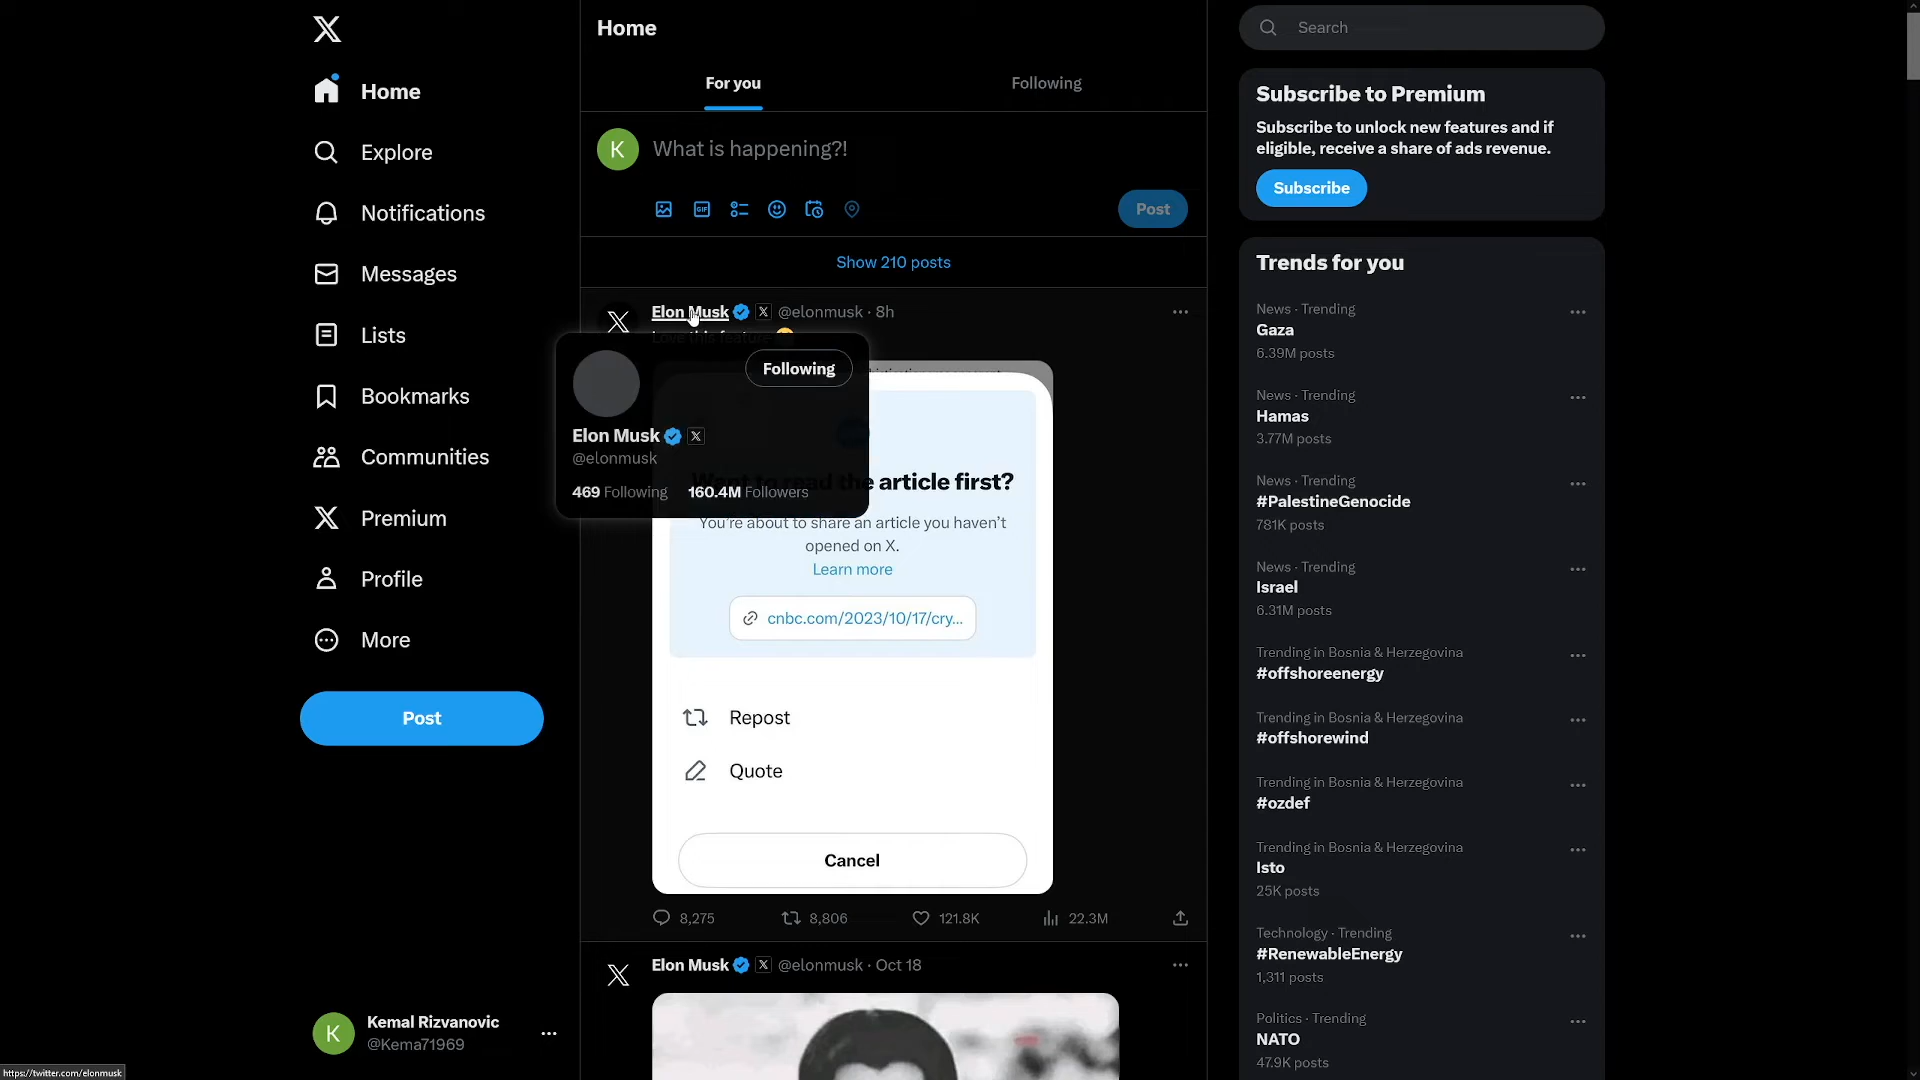 Home
Explore
Notifications
Messages
Lists
Bookmarks
Communities
Premium
Profile
More
Post
K
Kemal Rizvanovic
@Kema71969
https://twitter.com/elonmusk
Home
For you
Following
K
What is happening?!
GIF
Post
Show 210 posts
Elon Musk @elonmusk · 8h
Love this feature
Following
Elon Musk
@elonmusk
469 Following 160.4M Followers
Want to read the article first?
You're about to share an article you haven't
opened on X.
Learn more
cnbc.com/2023/10/17/cry...
Repost
Quote
Cancel
8,275
8,806
121.8K
22.3M
Elon Musk @elonmusk · Oct 18
Search
Subscribe to Premium
Subscribe to unlock new features and if
eligible, receive a share of ads revenue.
Subscribe
Trends for you
News · Trending
Gaza
6.39M posts
News · Trending
Hamas
3.77M posts
News · Trending
#PalestineGenocide
781K posts
News · Trending
Israel
6.31M posts
Trending in Bosnia & Herzegovina
#offshoreenergy
Trending in Bosnia & Herzegovina
#offshorewind
Trending in Bosnia & Herzegovina
#ozdef
Trending in Bosnia & Herzegovina
Isto
25K posts
Technology · Trending
#RenewableEnergy
1,311 posts
Politics · Trending
NATO
47.9K posts